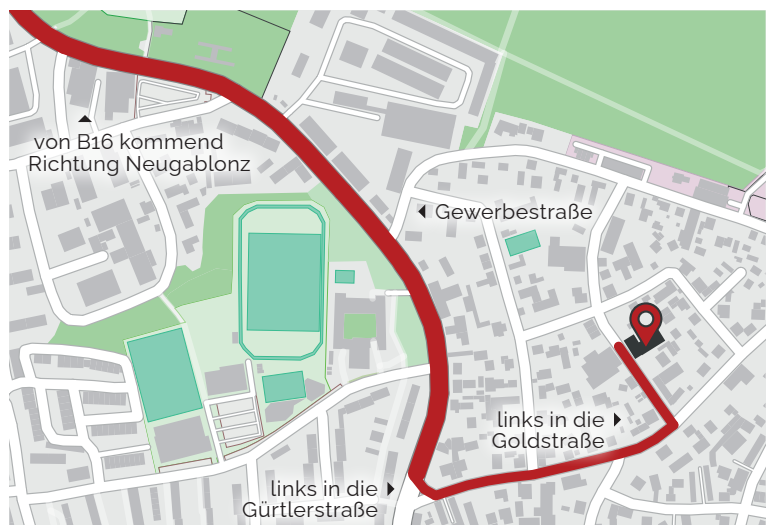 von B16 kommend
Richtung Neugablonz
Gewerbestraße
links in die
Goldstraße
links in die
Gürtlerstraße